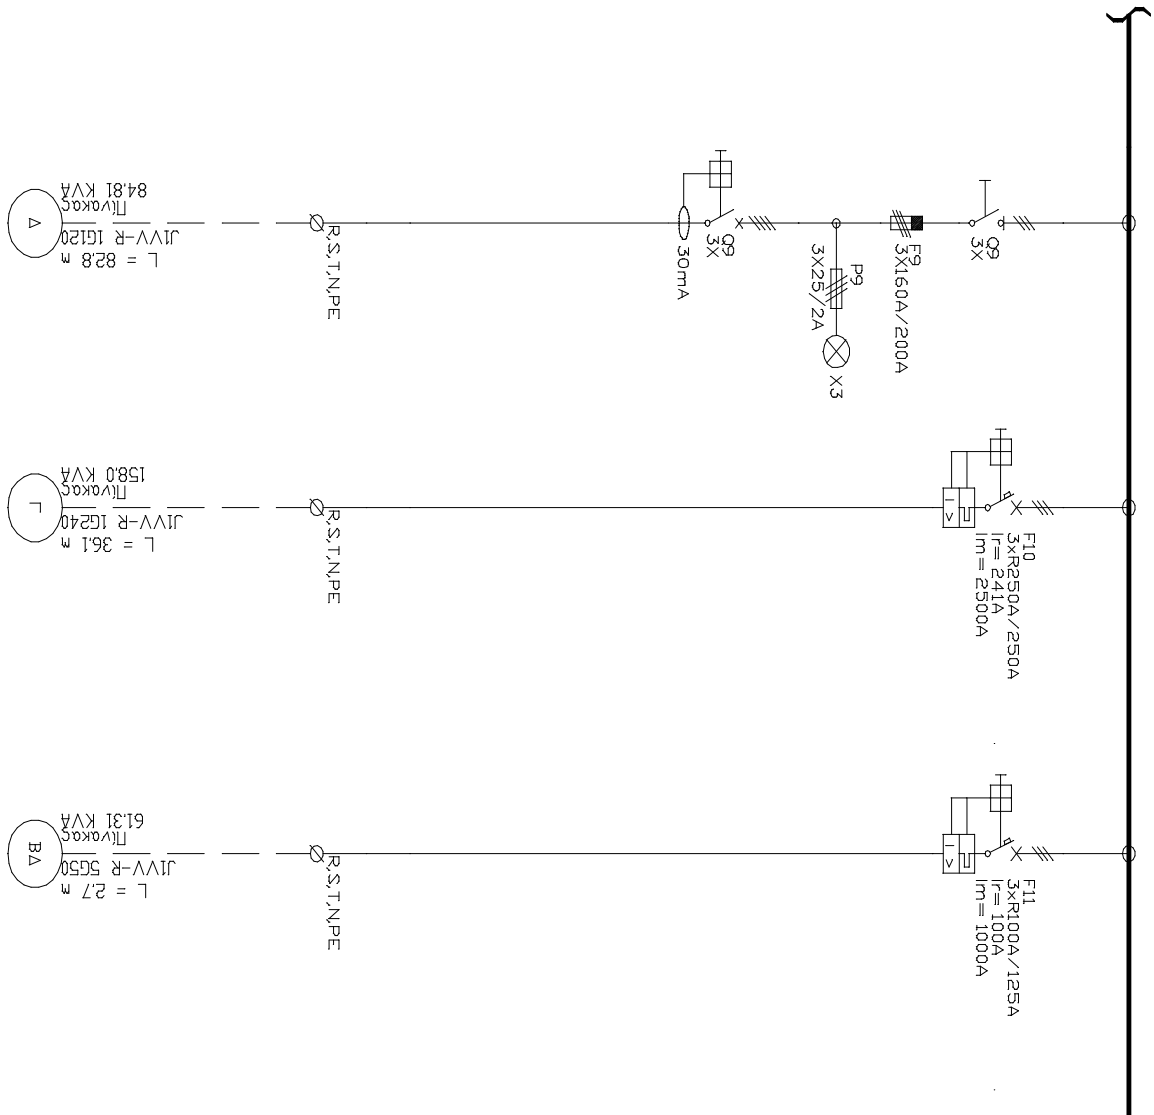 84.81 KVA
Πίνακας
Δ
J1VV-R 1G120
L = 82.8 m
R,S,T,N,PE
30mA
Q9
3X
P9
3X25/2A
X3
F9
3X160A/200A
Q9
3X
158.0 KVA
Πίνακας
Γ
J1VV-R 1G240
L = 36.1 m
R,S,T,N,PE
I >
F10
3xR250A/250A
Ir= 241A
Im= 2500A
61.31 KVA
Πίνακας
ΒΔ
J1VV-R 5G50
L = 2.7 m
R,S,T,N,PE
I >
F11
3xR100A/125A
Ir= 100A
Im= 1000A